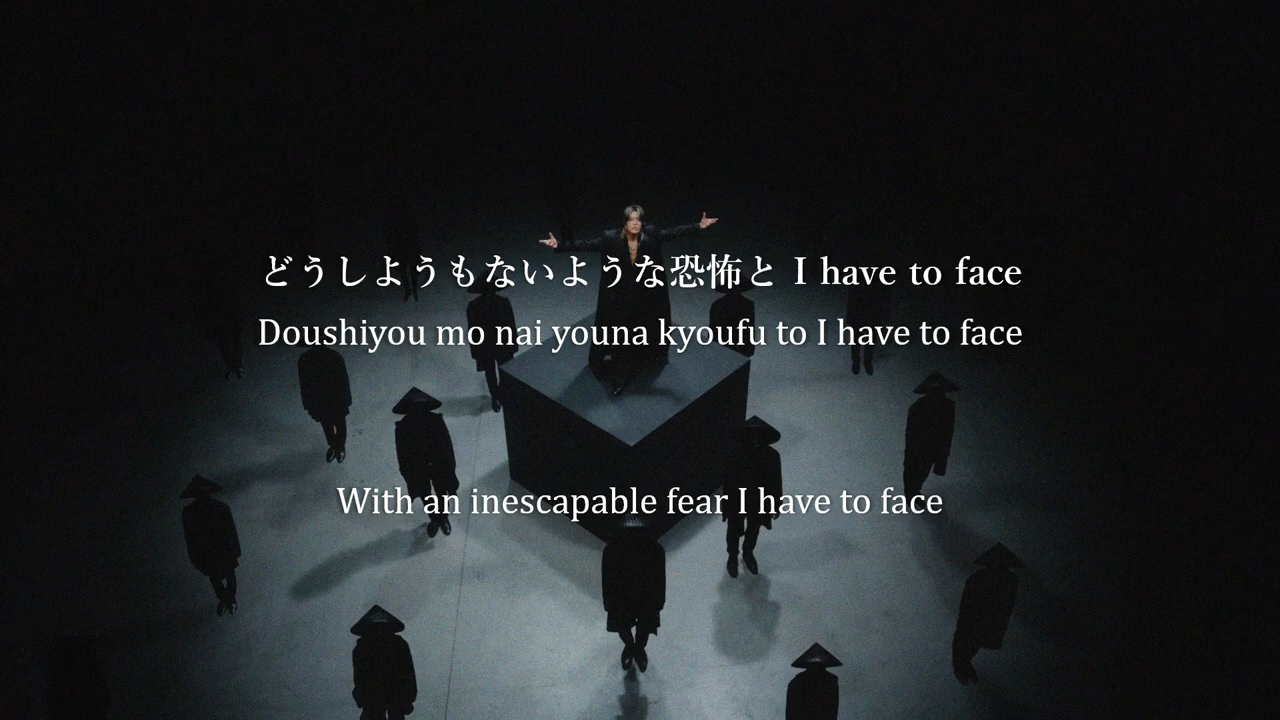 どうしようもないような恐怖と I have to face
Doushiyou mo nai youna kyoufu to I have to face
With an inescapable fear I have to face